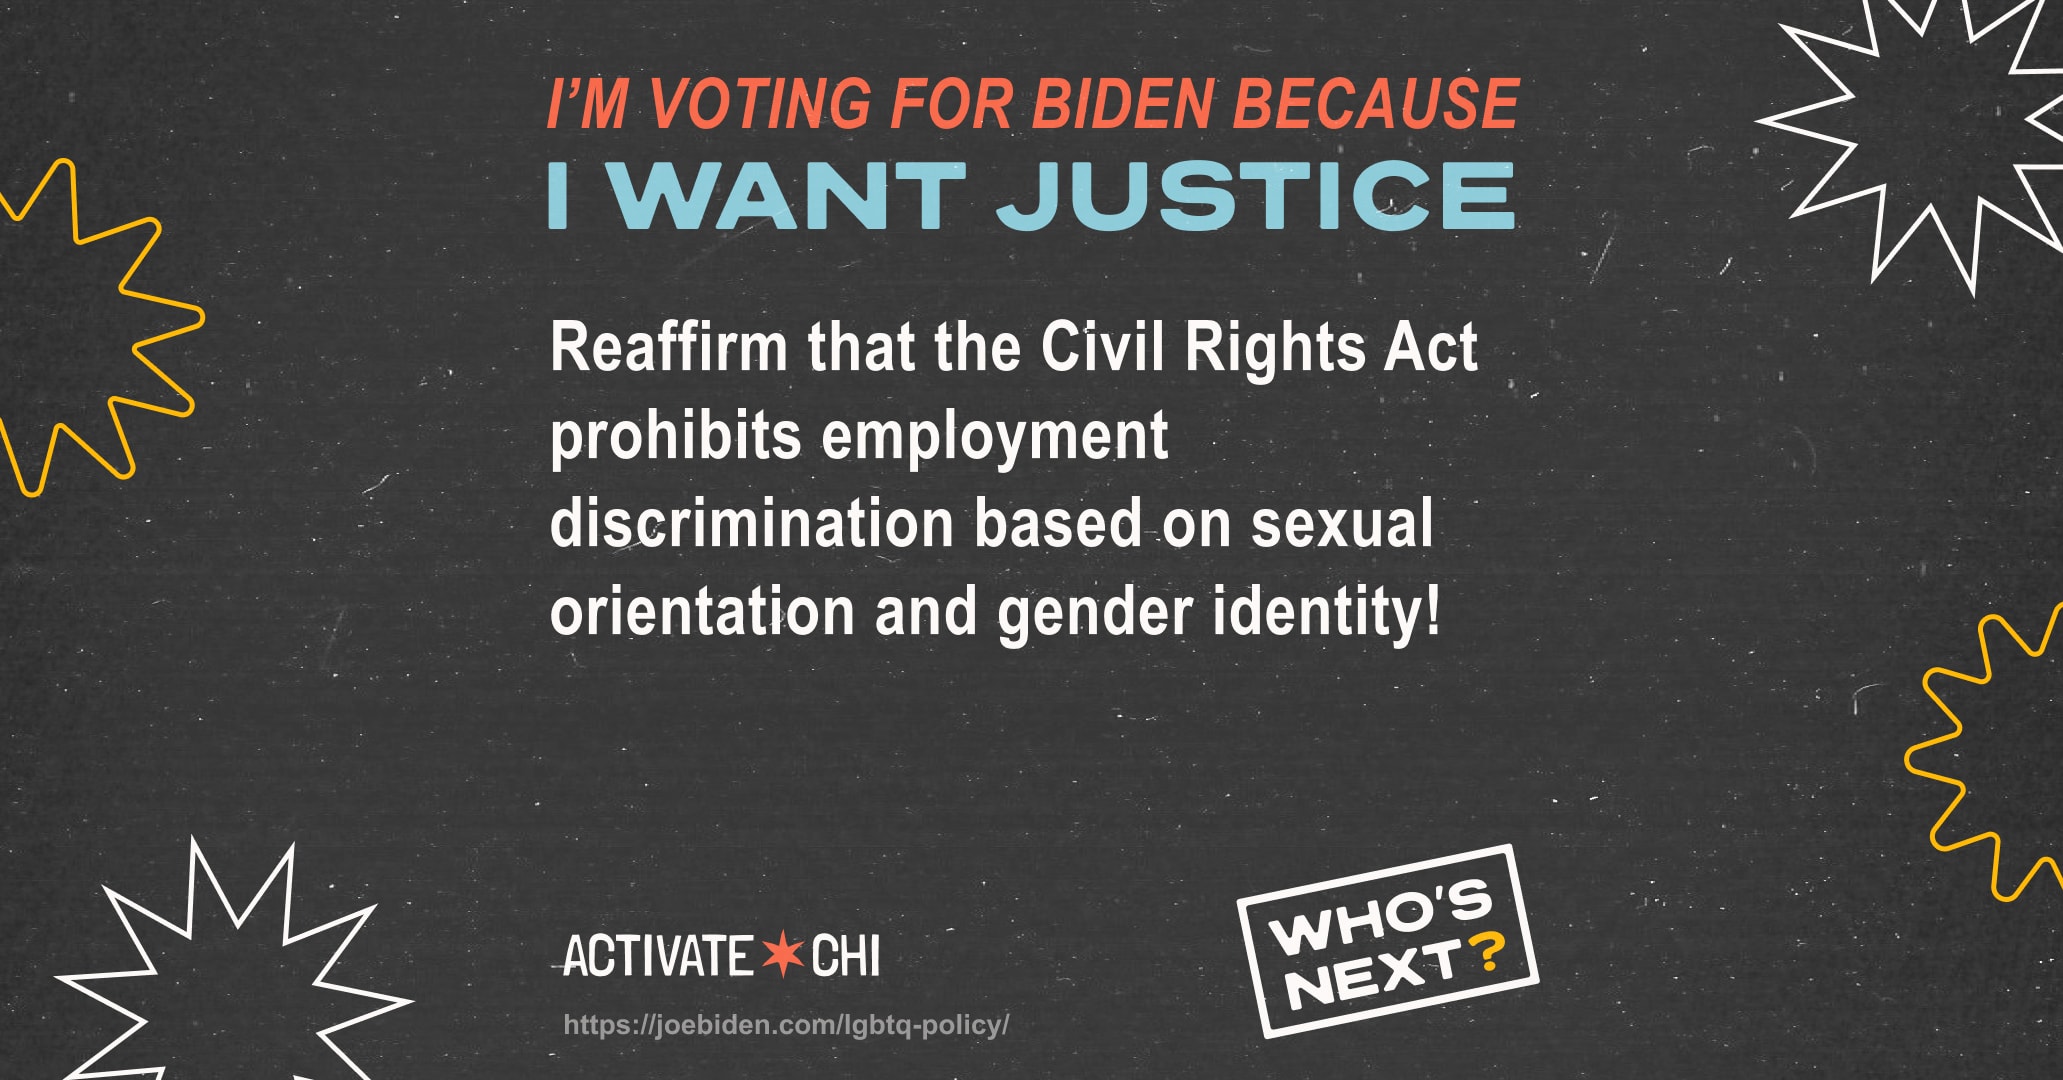 I'M VOTING FOR BIDEN BECAUSE
I WANT JUSTICE
Reaffirm that the Civil Rights Act
prohibits employment
discrimination based on sexual
orientation and gender identity!
ACTIVATE CHI
https://joebiden.com/lgbtq-policy/
WHO'S
NEXT?